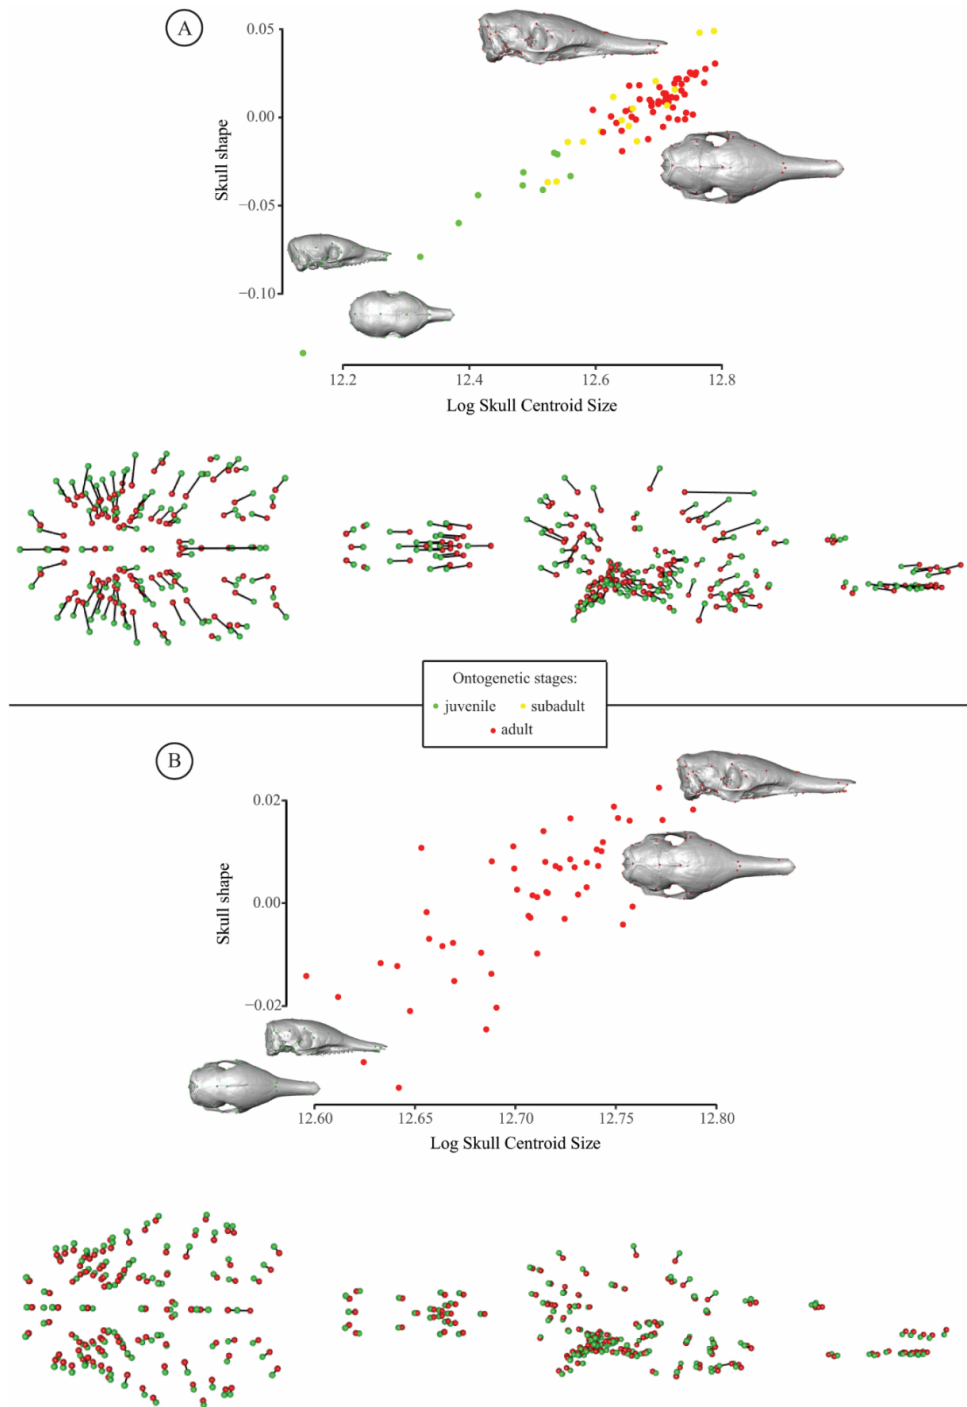 A
0.05
0.00
−0.05
−0.10
Skull shape
12.2 12.4 12.6 12.8
Log Skull Centroid Size
Ontogenetic stages:
juvenile subadult
adult
B
0.02
0.00
−0.02
Skull shape
12.60 12.65 12.70 12.75 12.80
Log Skull Centroid Size